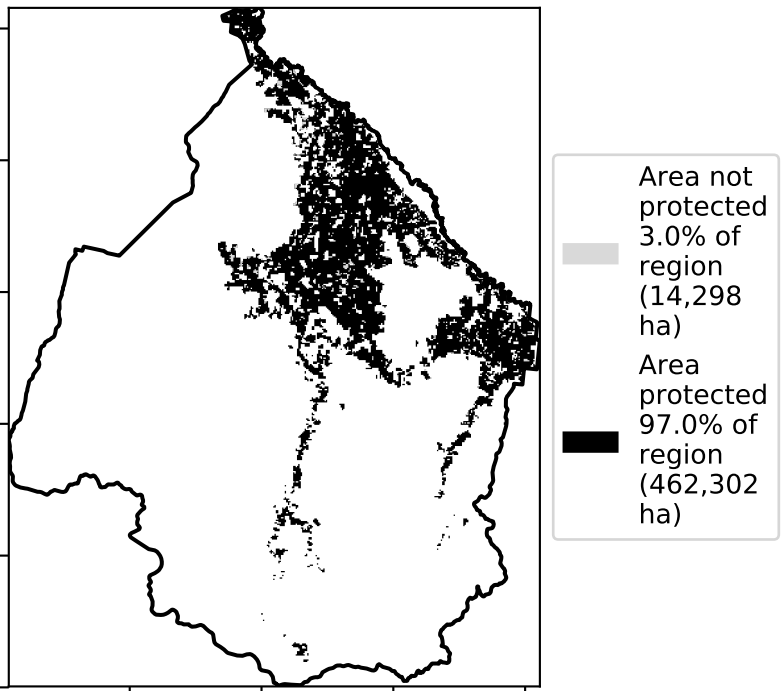 Area not
protected
3.0% of
region
(14,298
ha)
Area
protected
97.0% of
region
(462,302
ha)